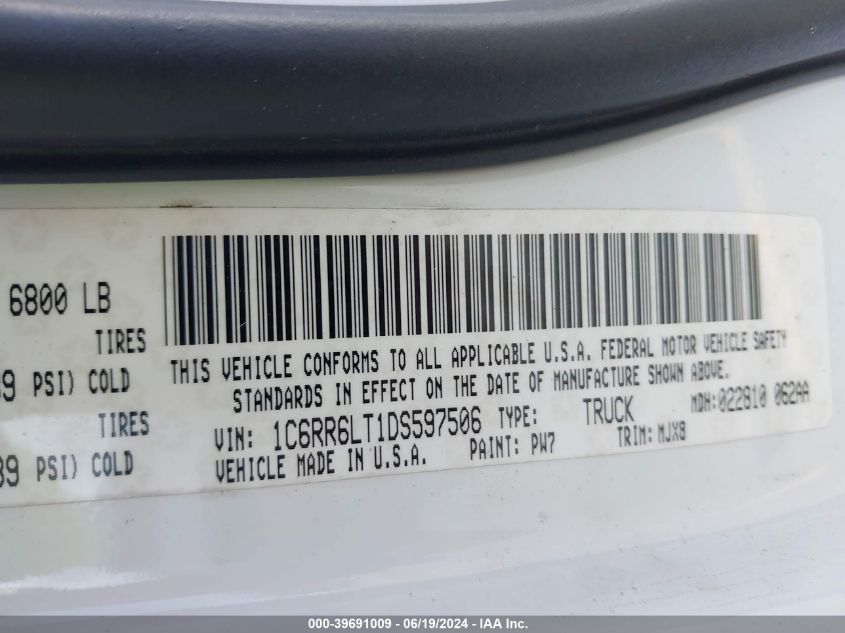 6800 LB
TIRES
39 PSI) COLD
TIRES
39 PSI) COLD
THIS VEHICLE CONFORMS TO ALL APPLICABLE U.S.A. FEDERAL MOTOR VEHICLE SAFETY
STANDARDS IN EFFECT ON THE DATE OF MANUFACTURE SHOWN ABOVE.
VIN: 1C6RR6LT1DS597506 TYPE: TRUCK MDH: 022810 062AA
VEHICLE MADE IN U.S.A. PAINT: PW7 TRIM: MJX9
000-39691009 - 06/19/2024 - IAA Inc.